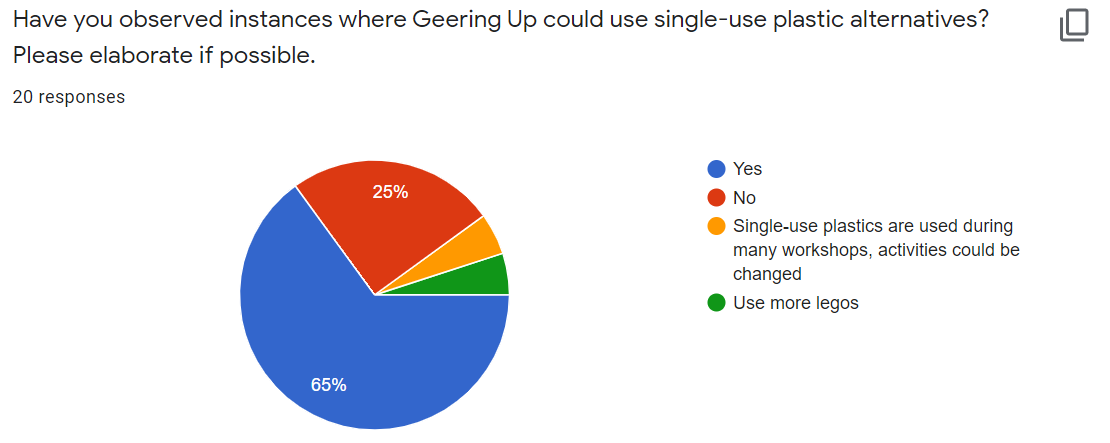 Have you observed instances where Geering Up could use single-use plastic alternatives?
Please elaborate if possible.
20 responses
25%
65%
Yes
No
Single-use plastics are used during
many workshops, activities could be
changed
Use more legos